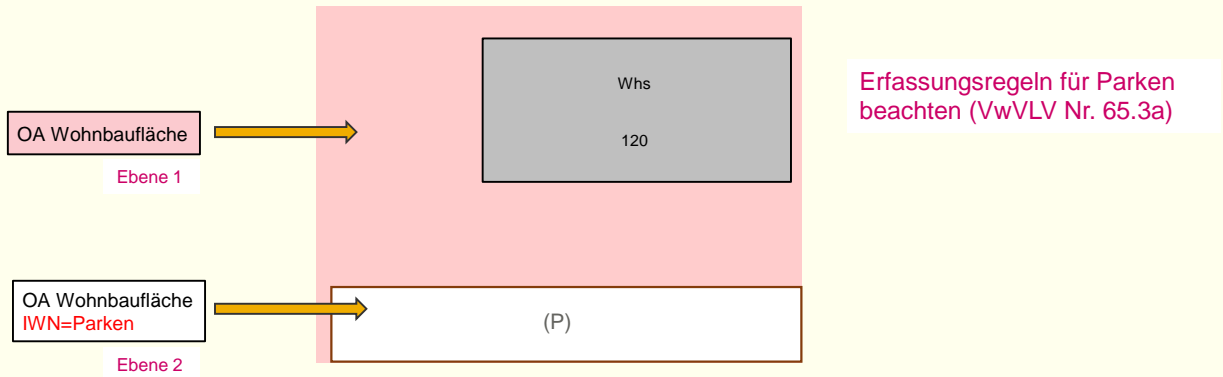 Whs
120
Erfassungsregeln für Parken
beachten (VwVLV Nr. 65.3a)
OA Wohnbaufläche
Ebene 1
OA Wohnbaufläche
IWN=Parken
Ebene 2
(P)